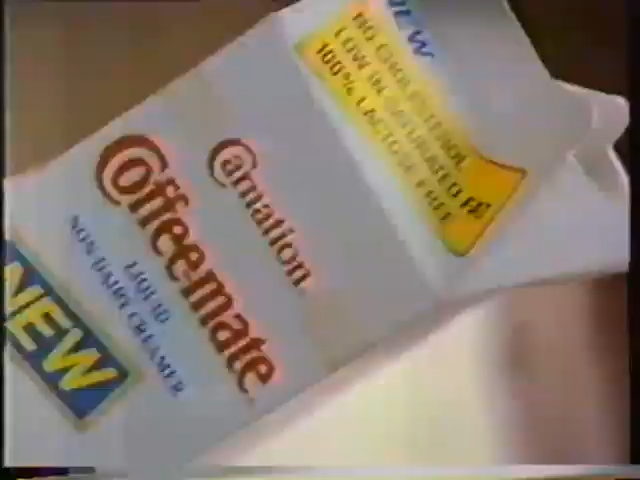 NEW
NO CHOLESTEROL
LOW IN SATURATED FAT
100% LACTOSE FREE
Carnation
Coffee-mate
LIQUID
NON DAIRY CREAMER
NEW